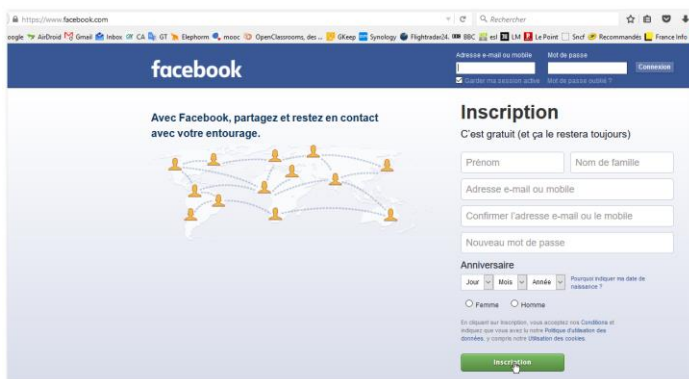 https://www.facebook.com
Rechercher
oogle AirDroid Gmail Inbox CA GT Elephorm mooc OpenClassrooms, des ... GKeep Synology Flightradar24. BBC esl LM Le Point Sncf Recommandés France Info
Adresse e-mail ou mobile Mot de passe
facebook
Connexion
Garder ma session active Mot de passe oublié ?
Avec Facebook, partagez et restez en contact
avec votre entourage.
Inscription
C'est gratuit (et ça le restera toujours)
Prénom Nom de famille
Adresse e-mail ou mobile
Confirmer l'adresse e-mail ou le mobile
Nouveau mot de passe
Anniversaire
Jour Mois Année Pourquoi indiquer ma date de
naissance ?
Femme Homme
En cliquant sur Inscription, vous acceptez nos Conditions et
indiquez que vous avez lu notre Politique d'utilisation des
données, y compris notre Utilisation des cookies.
Inscription